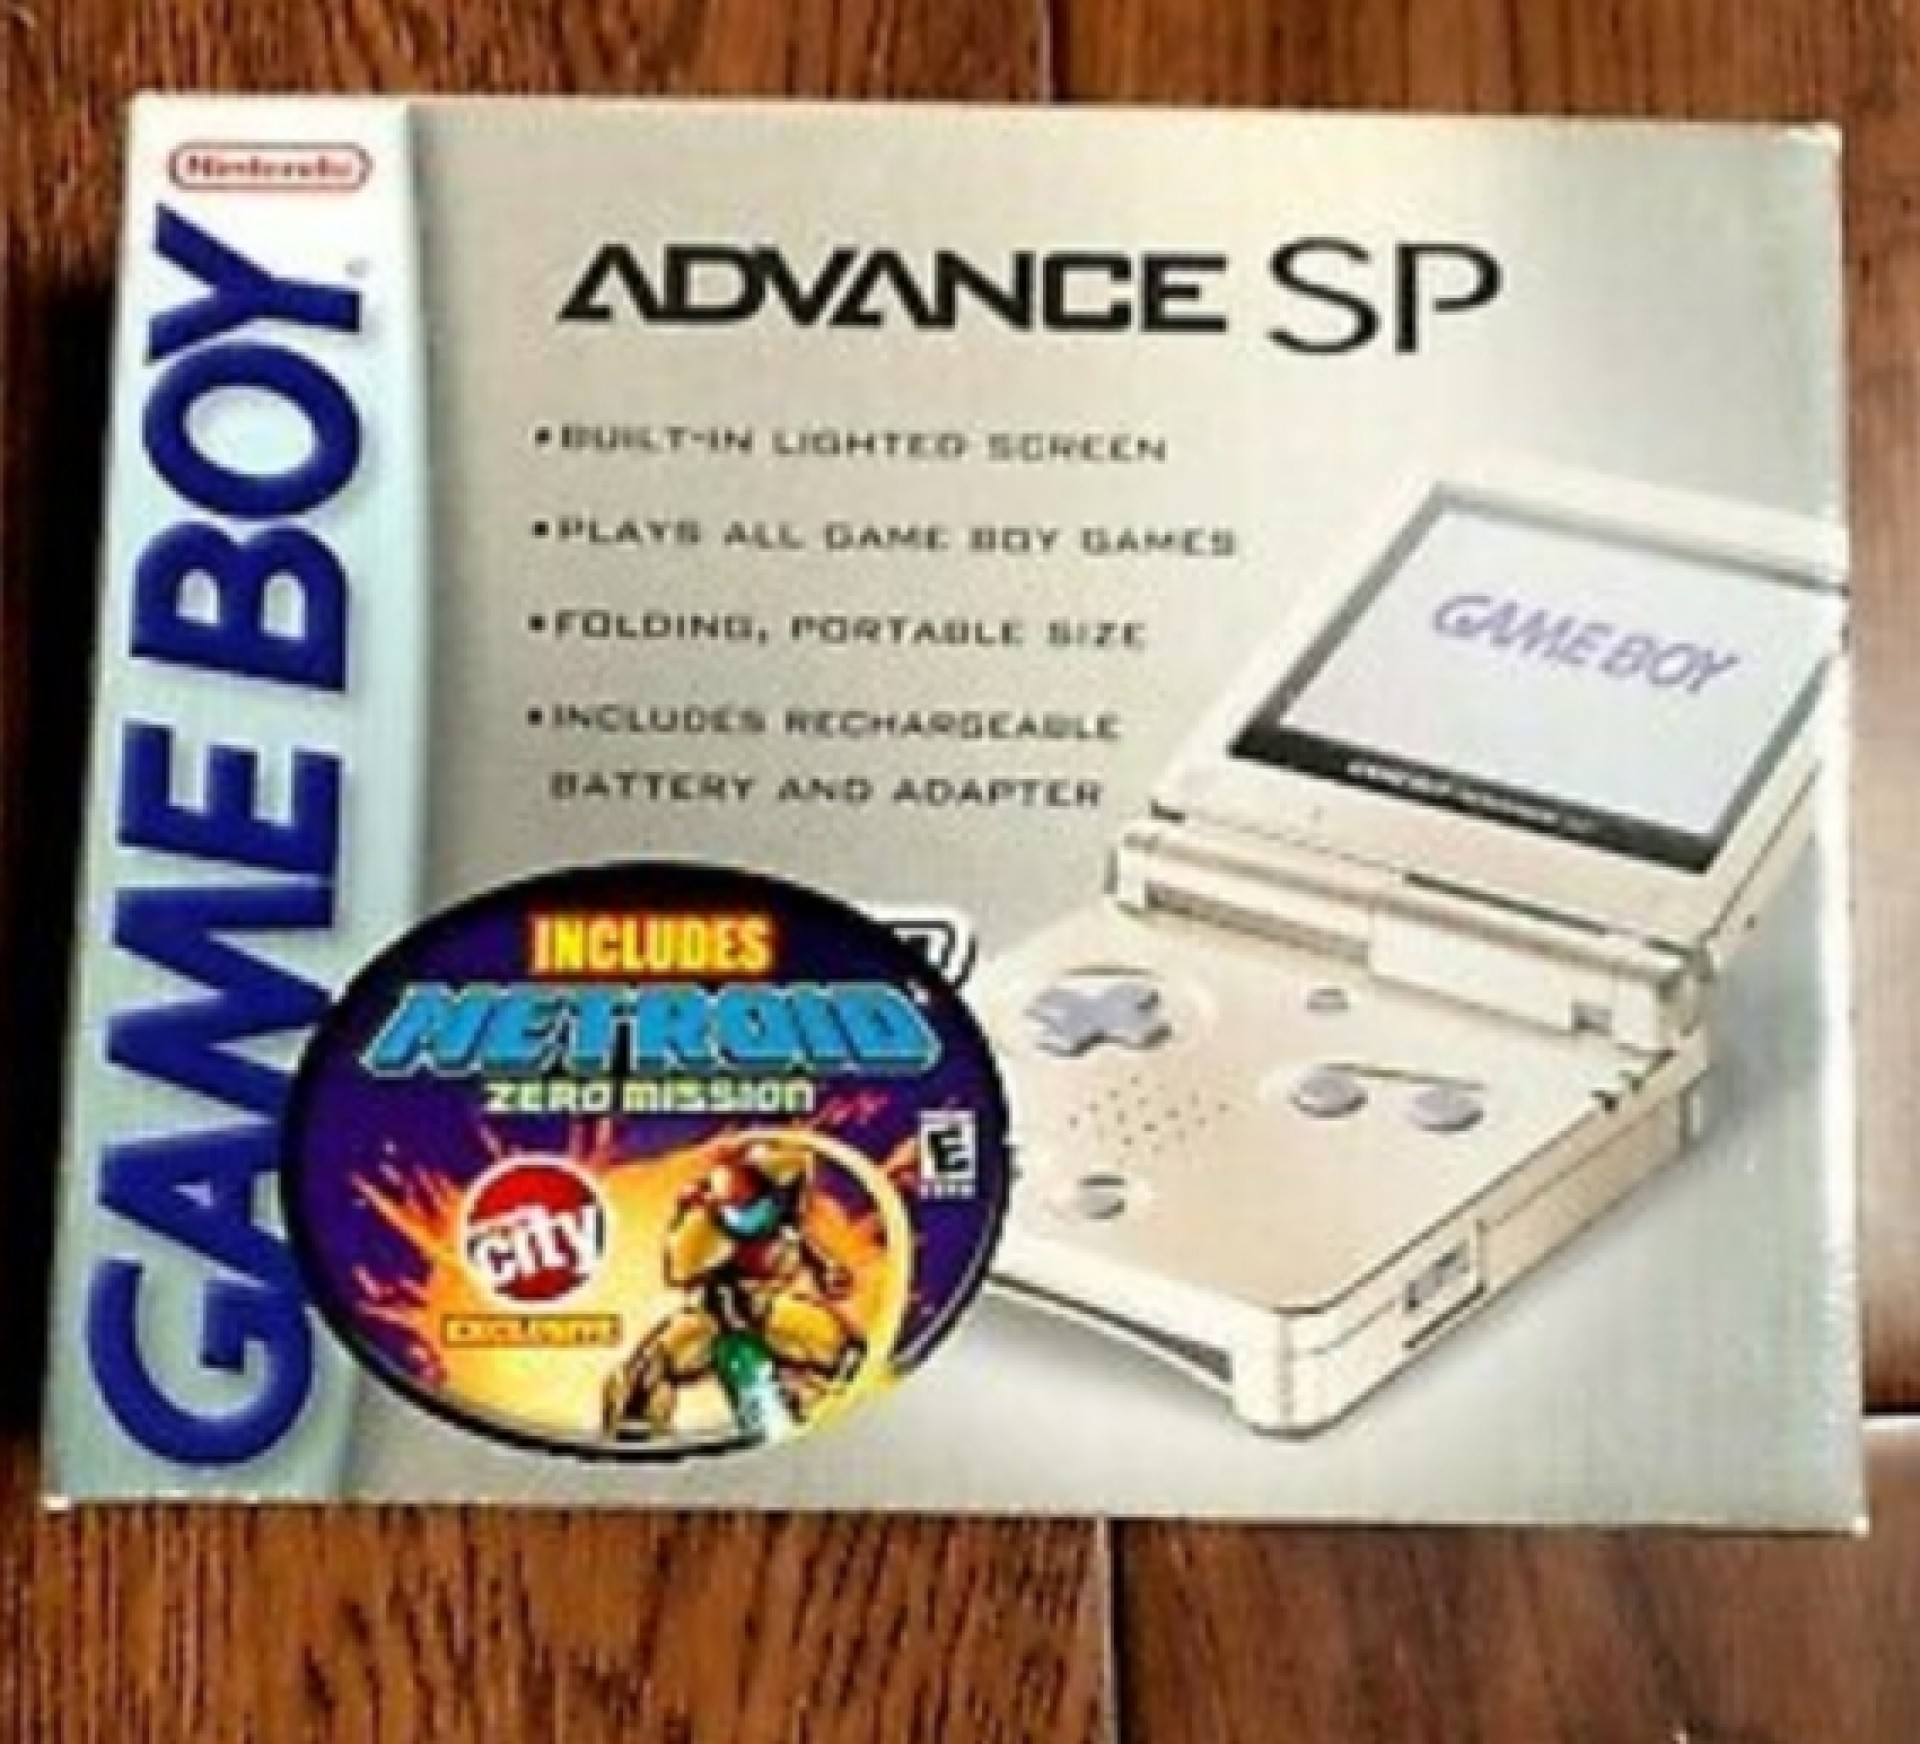 Nintendo
GAME BOY
ADVANCE SP
• BUILT-IN LIGHTED SCREEN
• PLAYS ALL GAME BOY GAMES
• FOLDING, PORTABLE SIZE
• INCLUDES RECHARGEABLE
BATTERY AND ADAPTER
GAME BOY
INCLUDES
METROID
ZERO MISSION
E
city
EXCLUSIVE